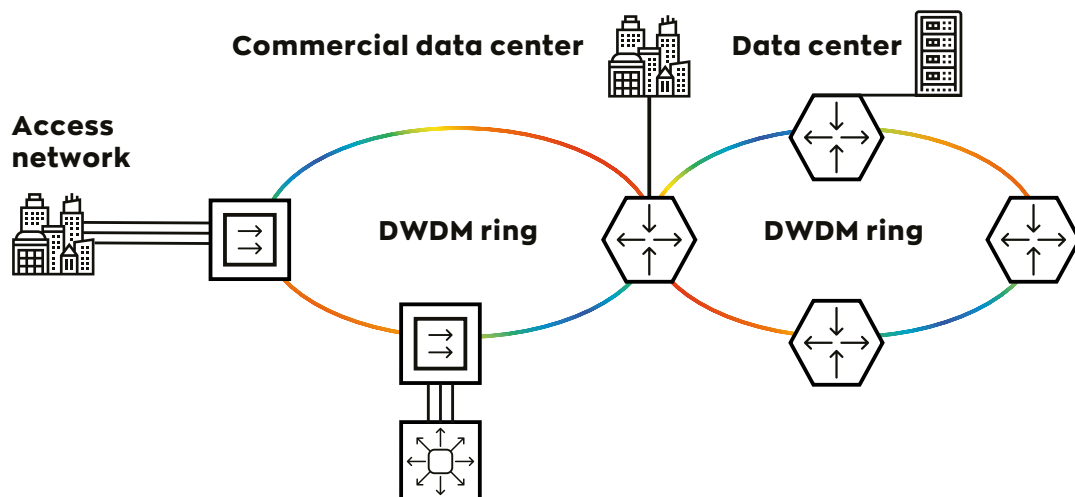 Commercial data center
Data center
Access
network
DWDM ring
DWDM ring